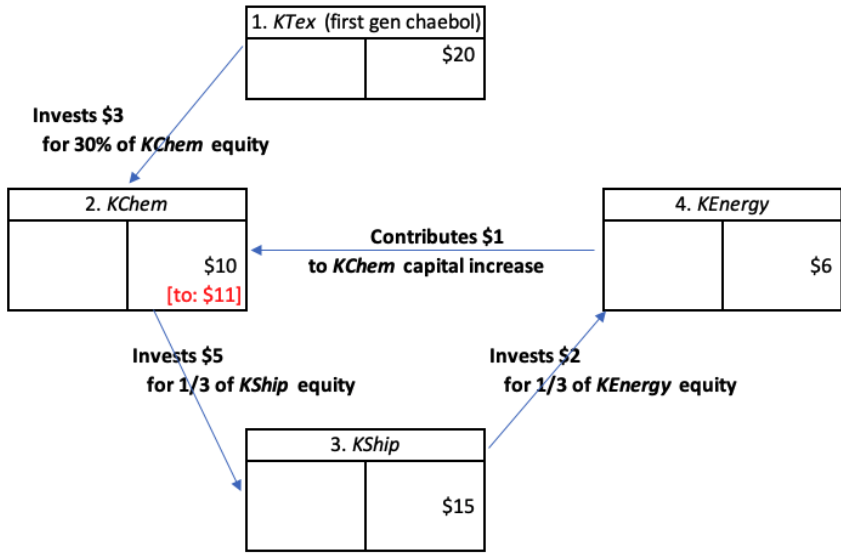 1. KTex (first gen chaebol)
$20
Invests $3
for 30% of KChem equity
2. KChem
$10
[to: $11]
Contributes $1
to KChem capital increase
4. KEnergy
$6
Invests $5
for 1/3 of KShip equity
Invests $2
for 1/3 of KEnergy equity
3. KShip
$15